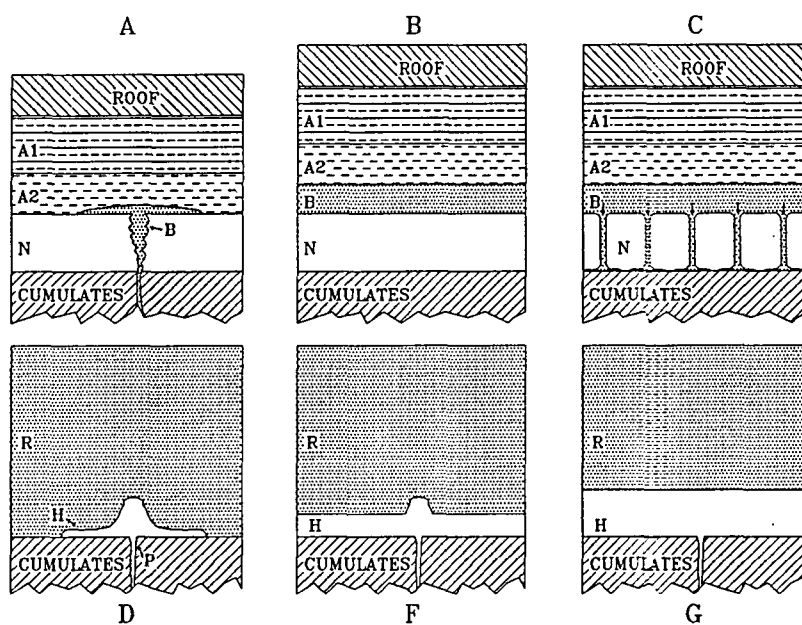 A B C
ROOF ROOF ROOF
A1 A1 A1
A2 A2 A2
B B B
N N N
CUMULATES CUMULATES CUMULATES
R R R
H H H
P
CUMULATES CUMULATES CUMULATES
D F G